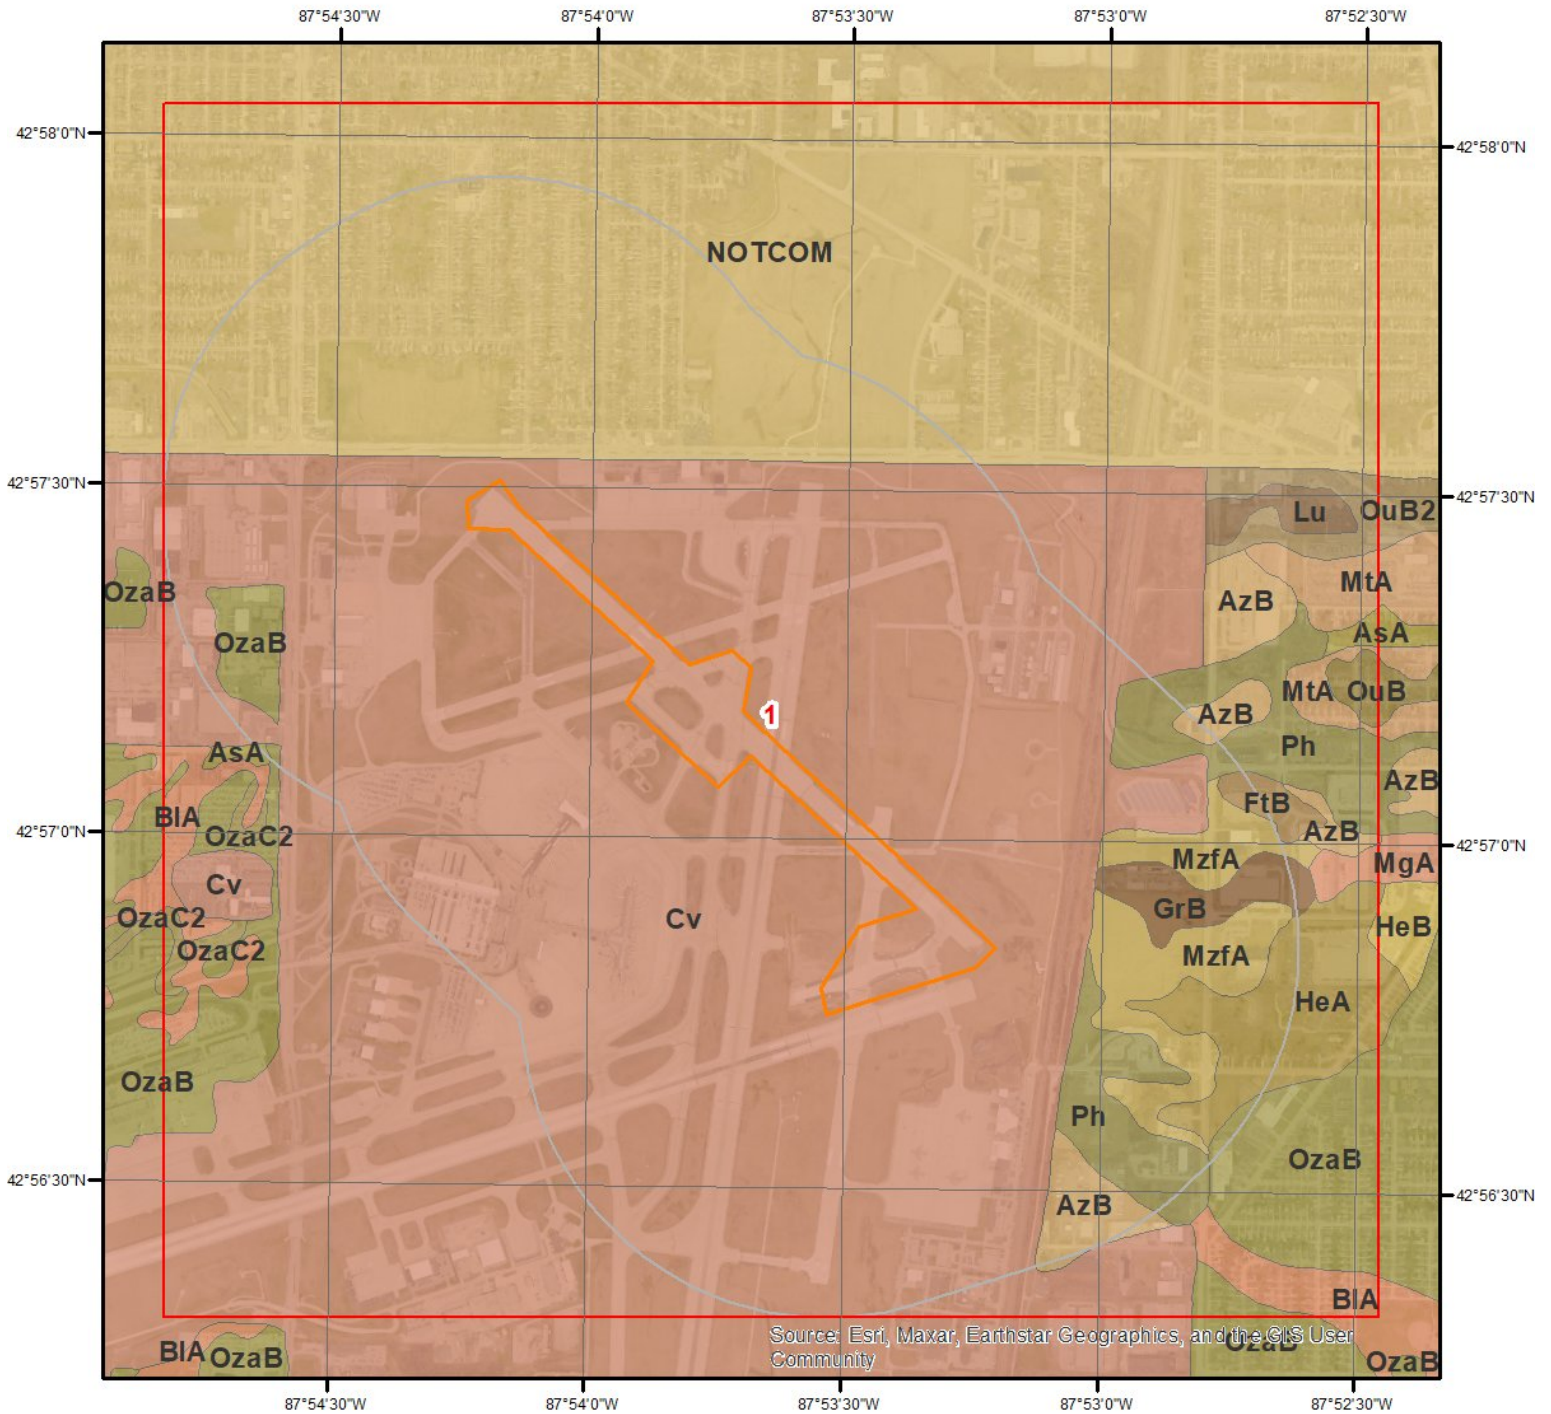 87°54'30"W
87°54'0"W
87°53'30"W
87°53'0"W
87°52'30"W
42°58'0"N
42°58'0"N
NOTCOM
42°57'30"N
42°57'30"N
Lu
OuB2
OzaB
AzB
MtA
OzaB
AsA
MtA
OuB
AzB
1
Ph
AsA
AzB
BlA
FtB
OzaC2
AzB
42°57'0"N
42°57'0"N
MzfA
MgA
Cv
GrB
OzaC2
Cv
HeB
OzaC2
MzfA
HeA
OzaB
Ph
OzaB
42°56'30"N
42°56'30"N
AzB
BlA
Source: Esri, Maxar, Earthstar Geographics, and the GIS User
Community
OzaB
BlA
OzaB
OzaB
87°54'30"W
87°54'0"W
87°53'30"W
87°53'0"W
87°52'30"W